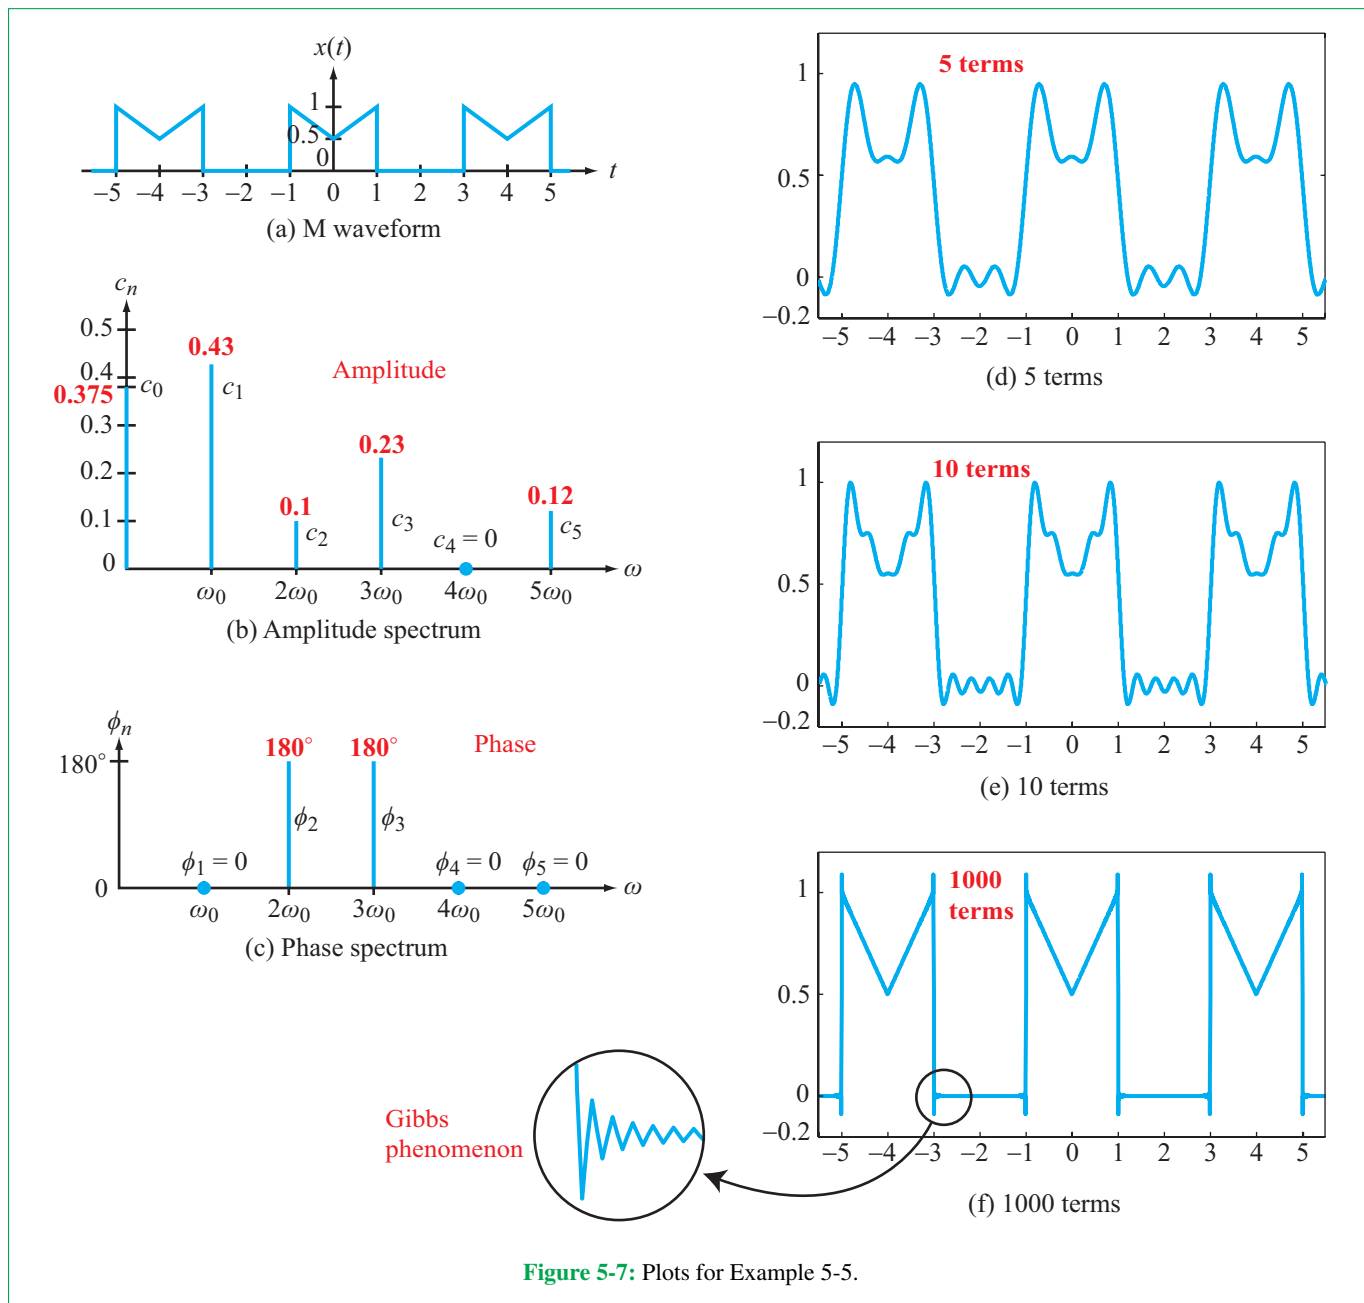 x(t)
1
0.5
0
t
–5 –4 –3 –2 –1 0 1 2 3 4 5
(a) M waveform
c_n
0.5
0.43
0.4
Amplitude
c_0
c_1
0.375
0.3
0.23
0.2
0.1
0.12
0.1
c_2
c_3
c_4 = 0
c_5
0
ω
ω_0 2ω_0 3ω_0 4ω_0 5ω_0
(b) Amplitude spectrum
ϕ_n
180° 180° Phase
180°
ϕ_2 ϕ_3
ϕ_1 = 0 ϕ_4 = 0 ϕ_5 = 0
0
ω
ω_0 2ω_0 3ω_0 4ω_0 5ω_0
(c) Phase spectrum
5 terms
1
0.5
0
–0.2
–5 –4 –3 –2 –1 0 1 2 3 4 5
(d) 5 terms
10 terms
1
0.5
0
–0.2
–5 –4 –3 –2 –1 0 1 2 3 4 5
(e) 10 terms
1000
terms
1
0.5
0
–0.2
–5 –4 –3 –2 –1 0 1 2 3 4 5
(f) 1000 terms
Gibbs
phenomenon
Figure 5-7: Plots for Example 5-5.